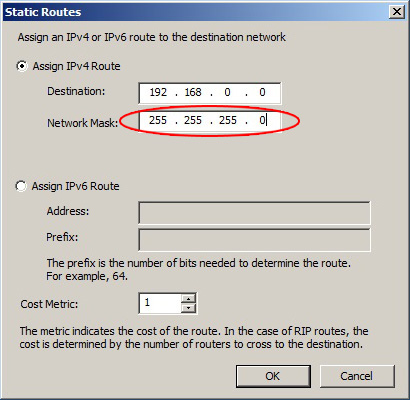 Static Routes
Assign an IPv4 or IPv6 route to the destination network
Assign IPv4 Route
Destination: 192 . 168 . 0 . 0
Network Mask: 255 . 255 . 255 . 0
Assign IPv6 Route
Address:
Prefix:
The prefix is the number of bits needed to determine the route.
For example, 64.
Cost Metric: 1
The metric indicates the cost of the route. In the case of RIP routes, the
cost is determined by the number of routers to cross to the destination.
OK Cancel